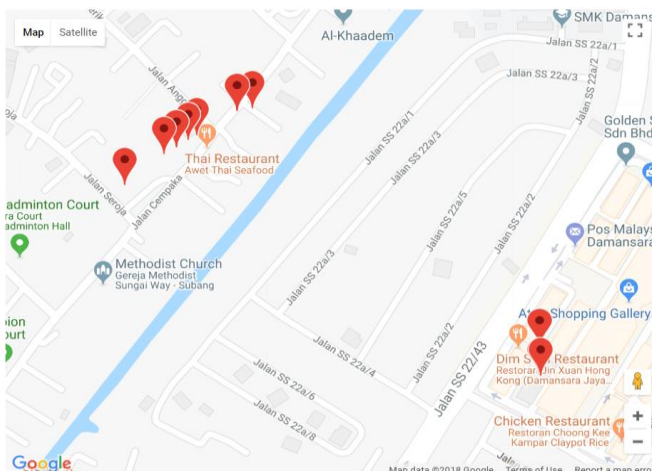 Map
Satellite
Al-Khaadem
SMK Damans
Jalan SS 22a/1
Jalan SS 22a/3
Jalan SS 22a/2
Jalan Ang
Golden S
Sdn Bhd
Jalan SS 22a/1
Jalan SS 22a/3
Thai Restaurant
Awet Thai Seafood
Jalan Seroja
Jalan Cempaka
adminton Court
ra Court
adminton Hall
Jalan SS 22a/5
Jalan SS 22a/2
Pos Malays
Damansara
Methodist Church
Gereja Methodist
Sungai Way - Subang
Jalan SS 22a/3
Shopping Gallery
pion
ourt
Jalan SS 22a/4
Jalan SS 22a/2
Dim S Restaurant
Restoran Jin Xuan Hong
Kong (Damansara Jaya...
Jalan SS 22/43
Jalan SS 22a/6
Jalan SS 22a/8
Chicken Restaurant
Restoran Choong Kee
Kampar Claypot Rice
Google
Map data ©2018 Google
Terms of Use
Report a map erro